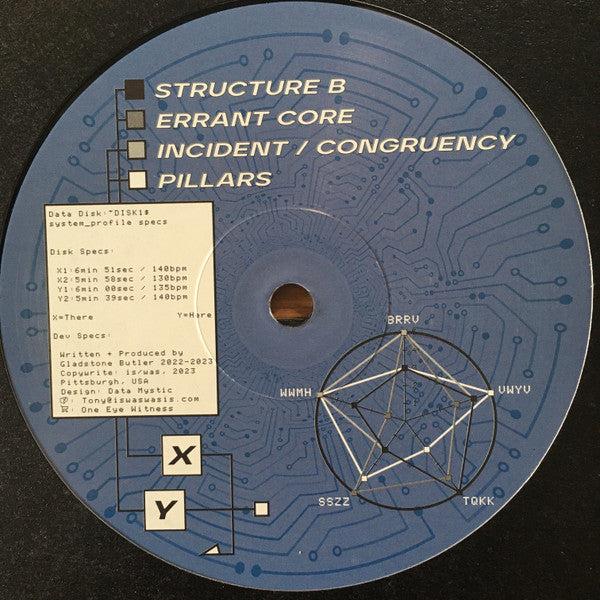 STRUCTURE B
ERRANT CORE
INCIDENT / CONGRUENCY
PILLARS
Data Disk:~DISK1$
system_profile specs
Disk Specs:
X1:6min 51sec / 140bpm
X2:5min 58sec / 130bpm
Y1:6min 08sec / 135bpm
Y2:5min 39sec / 140bpm
X=There Y=Here
Dev Specs:
Written + Produced by
Gladstone Butler 2022-2023
Copywrite: is/was, 2023
Pittsburgh, USA
Design: Data Mystic
: Tony@iswaswasis.com
: One Eye Witness
BRRV
WWMH
VWYV
SSZZ
TQKK
X
Y